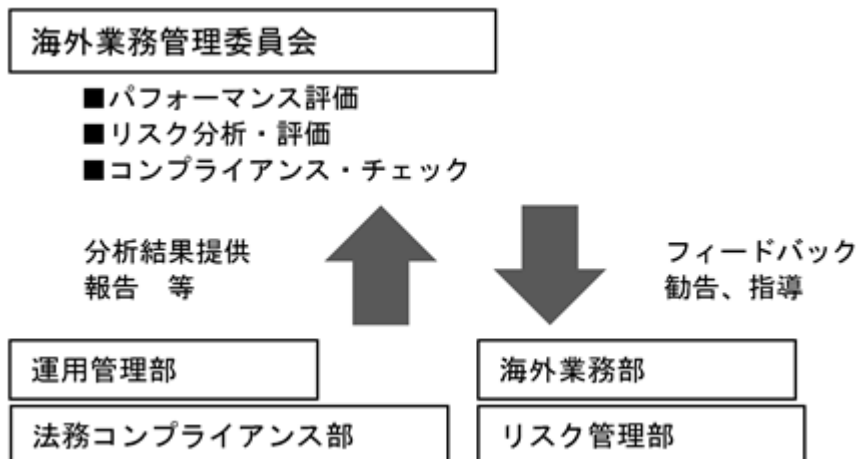 海外業務管理委員会
■パフォーマンス評価
■リスク分析・評価
■コンプライアンス・チェック
分析結果提供
報告　等
フィードバック
勧告、指導
運用管理部
海外業務部
法務コンプライアンス部
リスク管理部